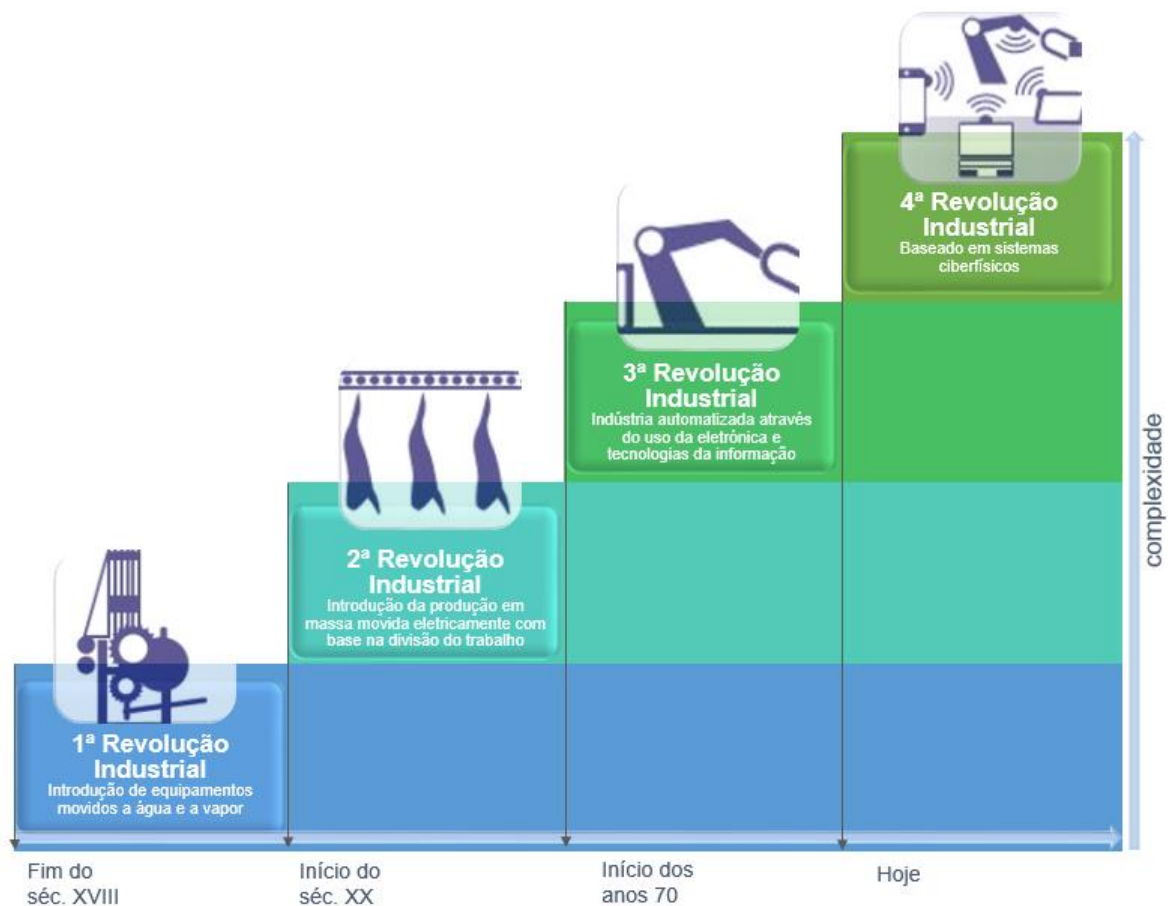 4ª Revolução
Industrial
Baseado em sistemas
ciberfísicos
3ª Revolução
Industrial
Indústria automatizada através
do uso da eletrônica e
tecnologias da informação
2ª Revolução
Industrial
Introdução da produção em
massa movida eletricamente com
base na divisão do trabalho
1ª Revolução
Industrial
Introdução de equipamentos
movidos a água e a vapor
complexidade
Fim do
séc. XVIII
Início do
séc. XX
Início dos
anos 70
Hoje